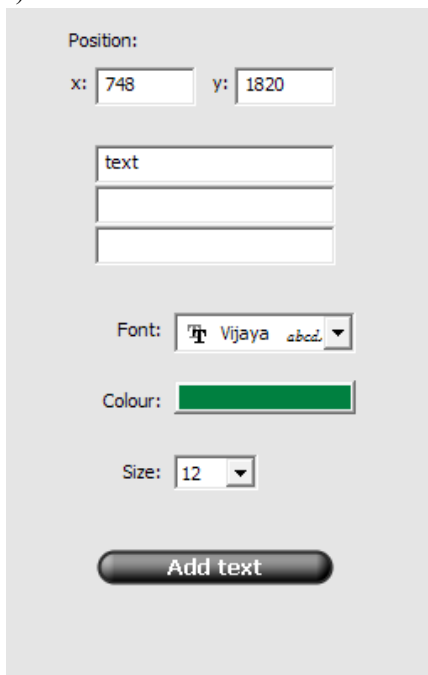 Position:
x: 748 y: 1820
text
Font: Vijaya abcd.
Colour:
Size: 12
Add text